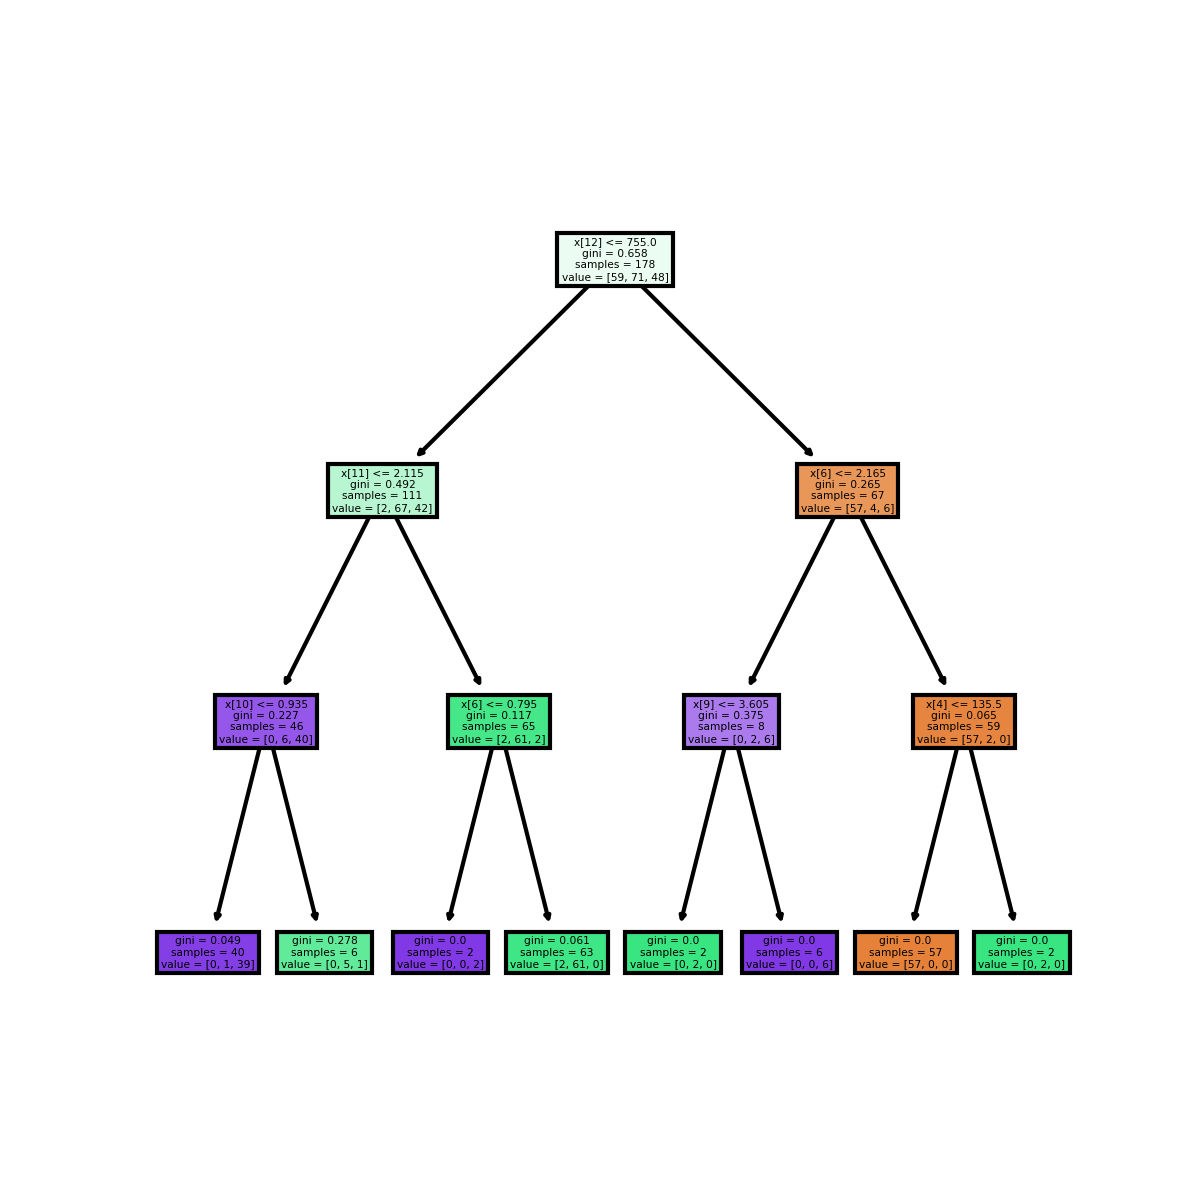 x[12] <= 755.0
gini = 0.658
samples = 178
value = [59, 71, 48]
x[11] <= 2.115
gini = 0.492
samples = 111
value = [2, 67, 42]
x[6] <= 2.165
gini = 0.265
samples = 67
value = [57, 4, 6]
x[10] <= 0.935
gini = 0.227
samples = 46
value = [0, 6, 40]
x[6] <= 0.795
gini = 0.117
samples = 65
value = [2, 61, 2]
x[9] <= 3.605
gini = 0.375
samples = 8
value = [0, 2, 6]
x[4] <= 135.5
gini = 0.065
samples = 59
value = [57, 2, 0]
gini = 0.049
samples = 40
value = [0, 1, 39]
gini = 0.278
samples = 6
value = [0, 5, 1]
gini = 0.0
samples = 2
value = [0, 0, 2]
gini = 0.061
samples = 63
value = [2, 61, 0]
gini = 0.0
samples = 2
value = [0, 2, 0]
gini = 0.0
samples = 6
value = [0, 0, 6]
gini = 0.0
samples = 57
value = [57, 0, 0]
gini = 0.0
samples = 2
value = [0, 2, 0]